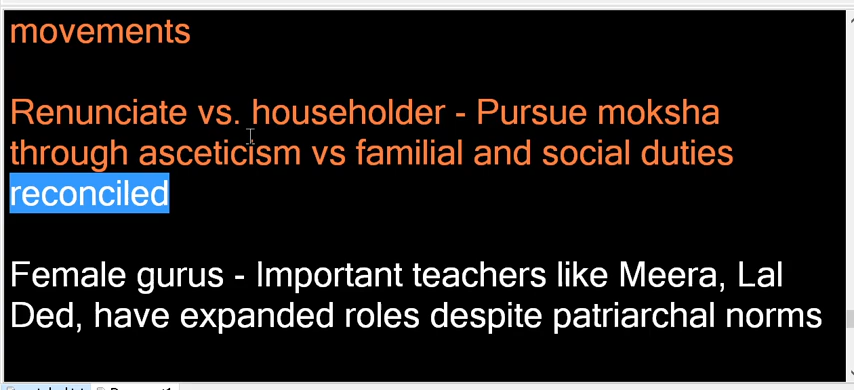 movements
Renunciate vs. householder - Pursue moksha
through asceticism vs familial and social duties
reconciled
Female gurus - Important teachers like Meera, Lal
Ded, have expanded roles despite patriarchal norms